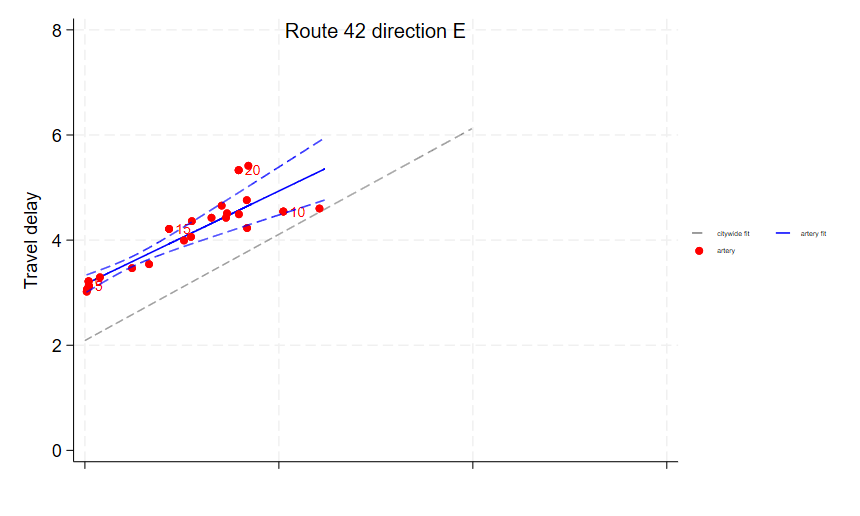 Route 42 direction E
8
6
4
2
0
Travel delay
20
15
10
5
citywide fit
artery fit
artery